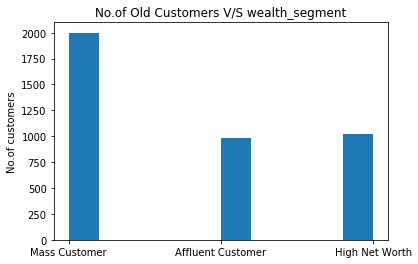 No.of Old Customers V/S wealth_segment
No.of customers
2000
1750
1500
1250
1000
750
500
250
0
Mass Customer
Affluent Customer
High Net Worth